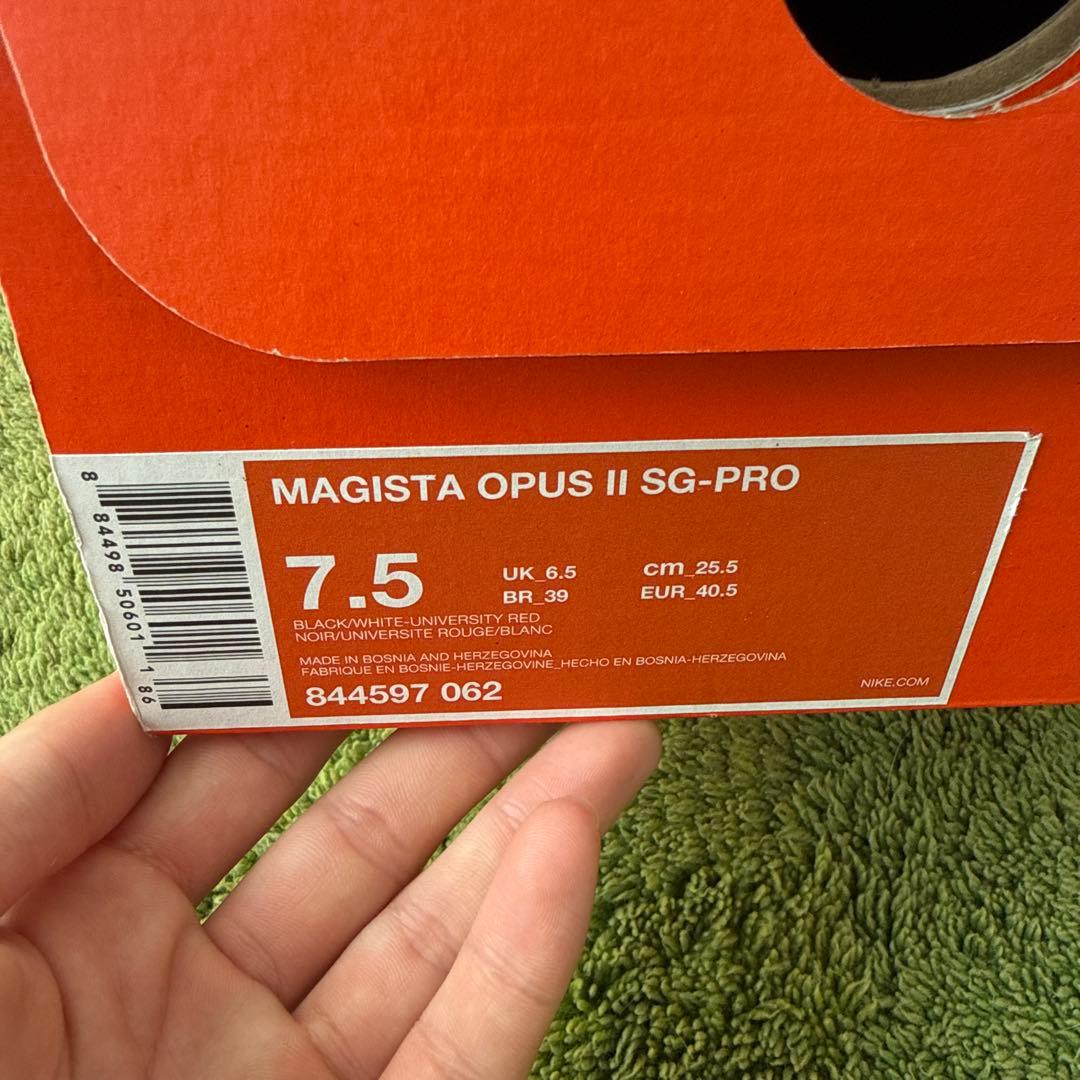 8 84498 50601 1 86
MAGISTA OPUS II SG-PRO
7.5
UK_6.5
cm_25.5
BR_39
EUR_40.5
BLACK/WHITE-UNIVERSITY RED
NOIR/UNIVERSITE ROUGE/BLANC
MADE IN BOSNIA AND HERZEGOVINA
FABRIQUE EN BOSNIE-HERZEGOVINE_HECHO EN BOSNIA-HERZEGOVINA
844597 062
NIKE.COM